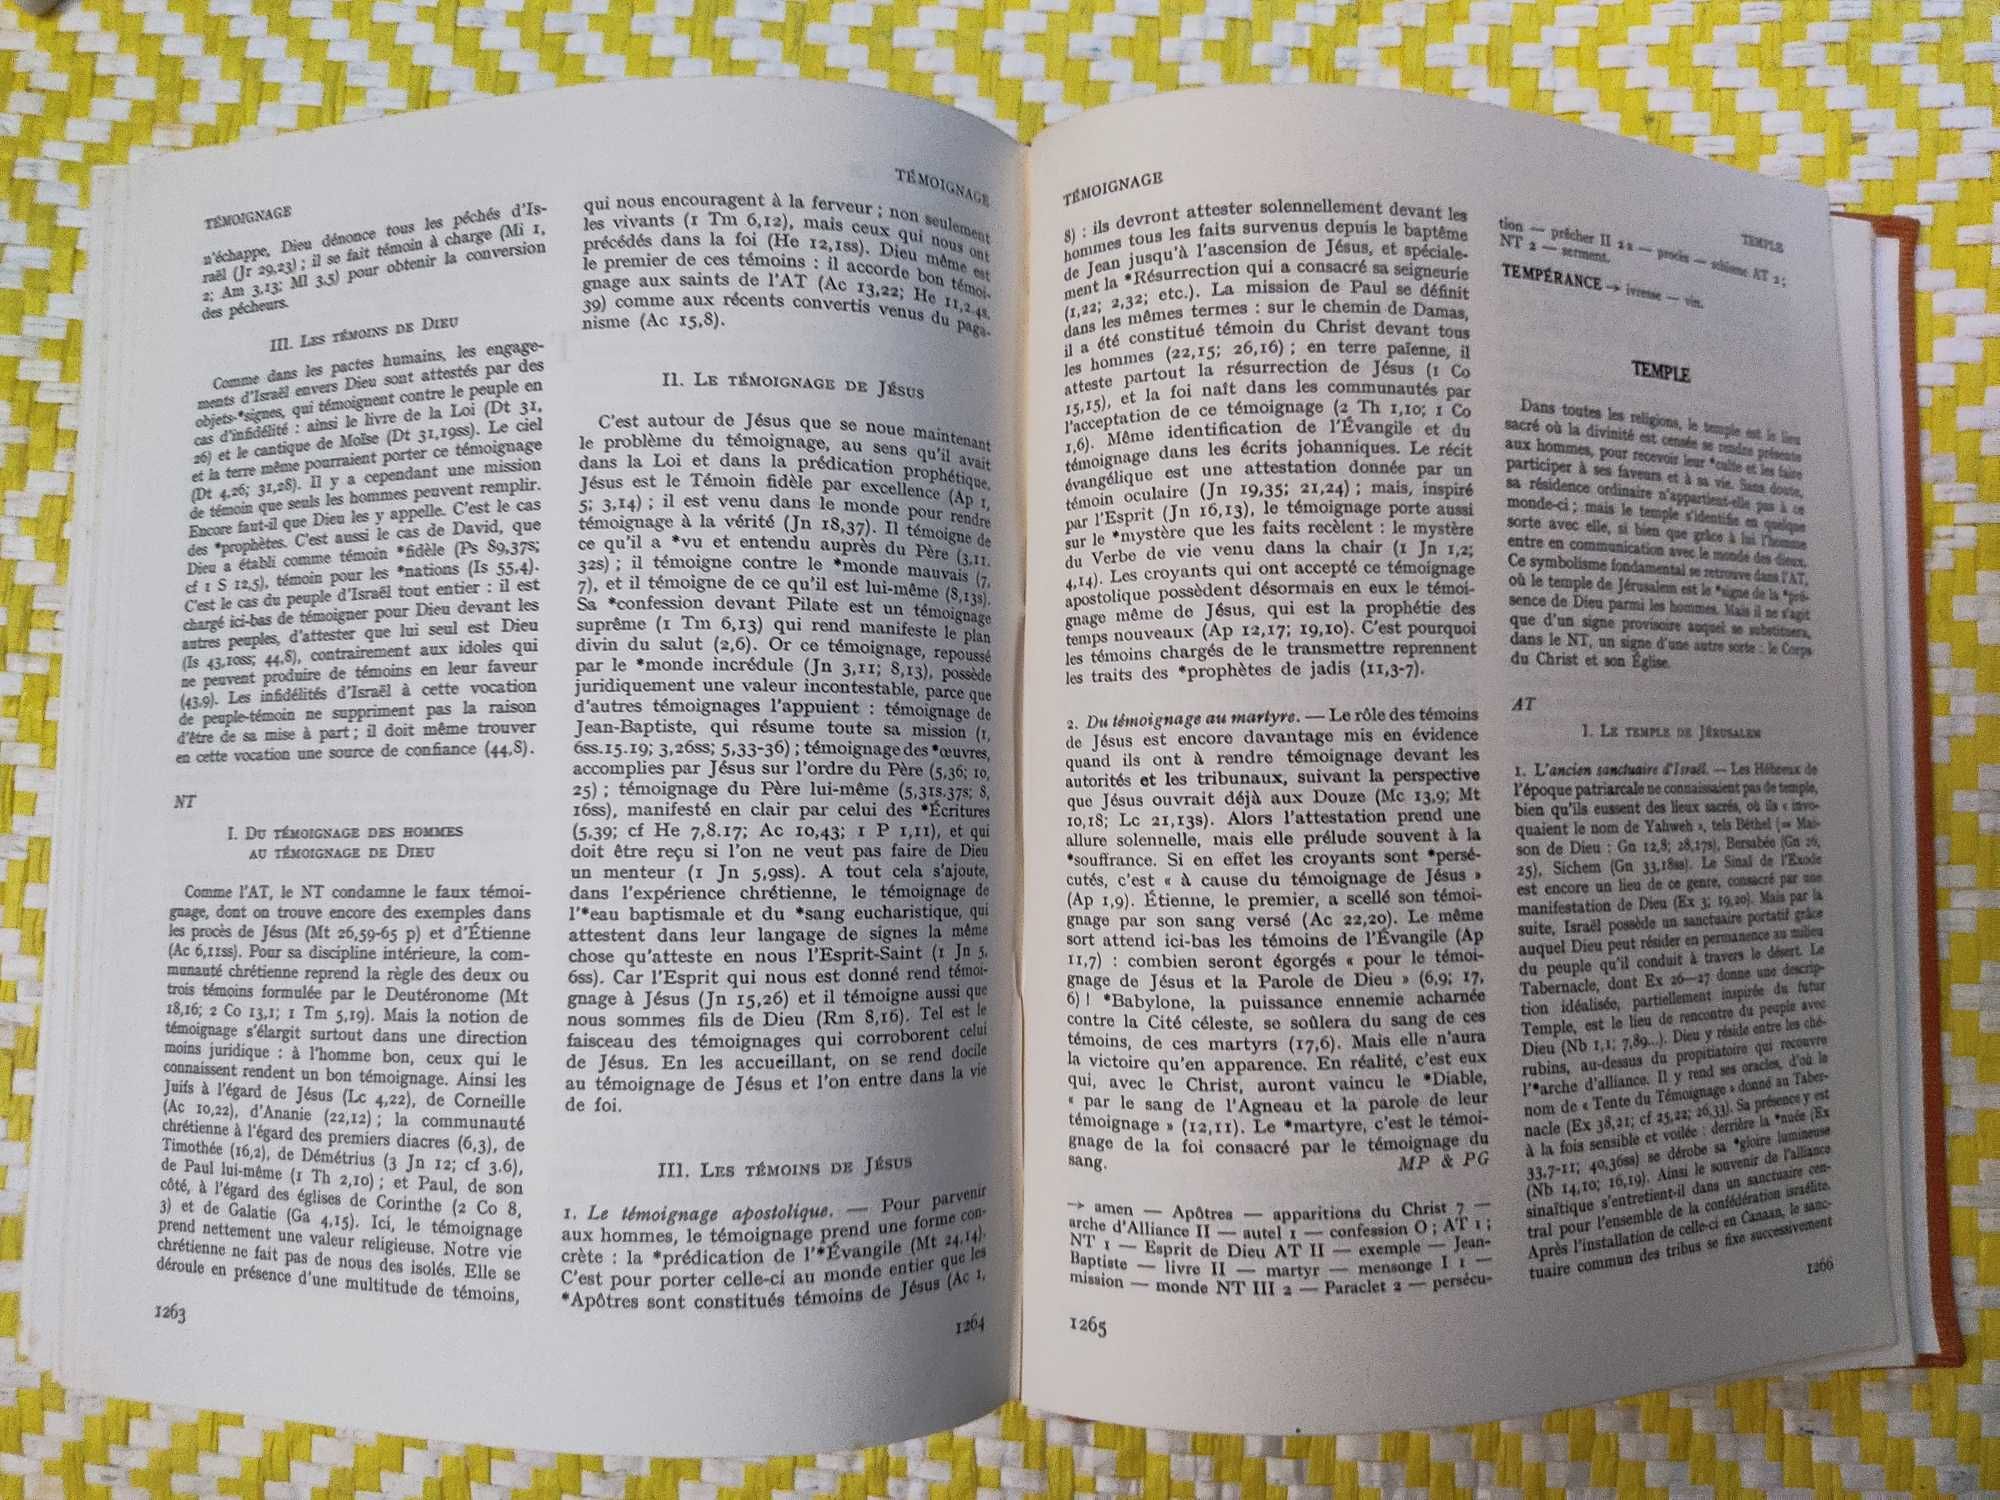 TÉMOIGNAGE
n'échappe, Dieu dénonce tous les péchés d'Is-
raël (Jr 29,23) ; il se fait témoin à charge (Mi 1,
2; Am 3,13; Ml 3,5) pour obtenir la conversion
des pécheurs.
III. LES TÉMOINS DE DIEU
Comme dans les pactes humains, les engage-
ments d'Israël envers Dieu sont attestés par des
objets-*signes, qui témoignent contre le peuple en
cas d'infidélité : ainsi le livre de la Loi (Dt 31,
26) et le cantique de Moïse (Dt 31,19ss). Le ciel
et la terre même pourraient porter ce témoignage
(Dt 4,26; 31,28). Il y a cependant une mission
de témoin que seuls les hommes peuvent remplir.
Encore faut-il que Dieu les y appelle. C'est le cas
des *prophètes. C'est aussi le cas de David, que
Dieu a établi comme témoin *fidèle (Ps 89,37s;
cf 1 S 12,5), témoin pour les *nations (Is 55,4).
C'est le cas du peuple d'Israël tout entier : il est
chargé ici-bas de témoigner pour Dieu devant les
autres peuples, d'attester que lui seul est Dieu
(Is 43,10ss; 44,8), contrairement aux idoles qui
ne peuvent produire de témoins en leur faveur
(43,9). Les infidélités d'Israël à cette vocation
de peuple-témoin ne suppriment pas la raison
d'être de sa mise à part ; il doit même trouver
en cette vocation une source de confiance (44,8).
NT
I. DU TÉMOIGNAGE DES HOMMES
AU TÉMOIGNAGE DE DIEU
Comme l'AT, le NT condamne le faux témoi-
gnage, dont on trouve encore des exemples dans
les procès de Jésus (Mt 26,59-65 p) et d'Étienne
(Ac 6,11ss). Pour sa discipline intérieure, la com-
munauté chrétienne reprend la règle des deux ou
trois témoins formulée par le Deutéronome (Mt
18,16; 2 Co 13,1; 1 Tm 5,19). Mais la notion de
témoignage s'élargit surtout dans une direction
moins juridique : à l'homme bon, ceux qui le
connaissent rendent un bon témoignage. Ainsi les
Juifs à l'égard de Jésus (Lc 4,22), de Corneille
(Ac 10,22), d'Ananie (22,12) ; la communauté
chrétienne à l'égard des premiers diacres (6,3), de
Timothée (16,2), de Démétrius (3 Jn 12; cf 3.6),
de Paul lui-même (1 Th 2,10) ; et Paul, de son
côté, à l'égard des églises de Corinthe (2 Co 8,
3) et de Galatie (Ga 4,15). Ici, le témoignage
prend nettement une valeur religieuse. Notre vie
chrétienne ne fait pas de nous des isolés. Elle se
déroule en présence d'une multitude de témoins,
1263
TÉMOIGNAGE
qui nous encouragent à la ferveur ; non seulement
les vivants (1 Tm 6,12), mais ceux qui nous ont
précédés dans la foi (He 12,1ss). Dieu même est
le premier de ces témoins : il accorde bon témoi-
gnage aux saints de l'AT (Ac 13,22; He 11,2.4s.
39) comme aux récents convertis venus du paga-
nisme (Ac 15,8).
II. LE TÉMOIGNAGE DE JÉSUS
C'est autour de Jésus que se noue maintenant
le problème du témoignage, au sens qu'il avait
dans la Loi et dans la prédication prophétique.
Jésus est le Témoin fidèle par excellence (Ap 1,
5; 3,14) ; il est venu dans le monde pour rendre
témoignage à la vérité (Jn 18,37). Il témoigne de
ce qu'il a *vu et entendu auprès du Père (3,11.
32s) ; il témoigne contre le *monde mauvais (7,
7), et il témoigne de ce qu'il est lui-même (8,13s).
Sa *confession devant Pilate est un témoignage
suprême (1 Tm 6,13) qui rend manifeste le plan
divin du salut (2,6). Or ce témoignage, repoussé
par le *monde incrédule (Jn 3,11; 8,13), possède
juridiquement une valeur incontestable, parce que
d'autres témoignages l'appuient : témoignage de
Jean-Baptiste, qui résume toute sa mission (1,
6ss.15.19; 3,26ss; 5,33-36) ; témoignage des *œuvres,
accomplies par Jésus sur l'ordre du Père (5,36; 10,
25) ; témoignage du Père lui-même (5,31s.37s; 8,
16ss), manifesté en clair par celui des *Écritures
(5,39; cf He 7,8.17; Ac 10,43; 1 P 1,11), et qui
doit être reçu si l'on ne veut pas faire de Dieu
un menteur (1 Jn 5,9ss). A tout cela s'ajoute,
dans l'expérience chrétienne, le témoignage de
l'*eau baptismale et du *sang eucharistique, qui
attestent dans leur langage de signes la même
chose qu'atteste en nous l'Esprit-Saint (1 Jn 5,
6ss). Car l'Esprit qui nous est donné rend témoi-
gnage à Jésus (Jn 15,26) et il témoigne aussi que
nous sommes fils de Dieu (Rm 8,16). Tel est le
faisceau des témoignages qui corroborent celui
de Jésus. En les accueillant, on se rend docile
au témoignage de Jésus et l'on entre dans la vie
de foi.
III. LES TÉMOINS DE JÉSUS
1. Le témoignage apostolique. — Pour parvenir
aux hommes, le témoignage prend une forme con-
crète : la *prédication de l'*Évangile (Mt 24,14).
C'est pour porter celle-ci au monde entier que les
*Apôtres sont constitués témoins de Jésus (Ac 1,
1264
TÉMOIGNAGE
8) : ils devront attester solennellement devant les
hommes tous les faits survenus depuis le baptême
de Jean jusqu'à l'ascension de Jésus, et spéciale-
ment la *Résurrection qui a consacré sa seigneurie
(1,22; 2,32; etc.). La mission de Paul se définit
dans les mêmes termes : sur le chemin de Damas,
il a été constitué témoin du Christ devant tous
les hommes (22,15; 26,16) ; en terre païenne, il
atteste partout la résurrection de Jésus (1 Co
15,15), et la foi naît dans les communautés par
l'acceptation de ce témoignage (2 Th 1,10; 1 Co
1,6). Même identification de l'Évangile et du
témoignage dans les écrits johanniques. Le récit
évangélique est une attestation donnée par un
témoin oculaire (Jn 19,35; 21,24) ; mais, inspiré
par l'Esprit (Jn 16,13), le témoignage porte aussi
sur le *mystère que les faits recèlent : le mystère
du Verbe de vie venu dans la chair (1 Jn 1,2;
4,14). Les croyants qui ont accepté ce témoignage
apostolique possèdent désormais en eux le témoi-
gnage même de Jésus, qui est la prophétie des
temps nouveaux (Ap 12,17; 19,10). C'est pourquoi
les témoins chargés de le transmettre reprennent
les traits des *prophètes de jadis (11,3-7).
2. Du témoignage au martyre. — Le rôle des témoins
de Jésus est encore davantage mis en évidence
quand ils ont à rendre témoignage devant les
autorités et les tribunaux, suivant la perspective
que Jésus ouvrait déjà aux Douze (Mc 13,9; Mt
10,18; Lc 21,13s). Alors l'attestation prend une
allure solennelle, mais elle prélude souvent à la
*souffrance. Si en effet les croyants sont *persé-
cutés, c'est « à cause du témoignage de Jésus »
(Ap 1,9). Étienne, le premier, a scellé son témoi-
gnage par son sang versé (Ac 22,20). Le même
sort attend ici-bas les témoins de l'Évangile (Ap
11,7) : combien seront égorgés « pour le témoi-
gnage de Jésus et la Parole de Dieu » (6,9; 17,
6) ! *Babylone, la puissance ennemie acharnée
contre la Cité céleste, se soûlera du sang de ces
témoins, de ces martyrs (17,6). Mais elle n'aura
la victoire qu'en apparence. En réalité, c'est eux
qui, avec le Christ, auront vaincu le *Diable,
« par le sang de l'Agneau et la parole de leur
témoignage » (12,11). Le *martyre, c'est le témoi-
gnage de la foi consacré par le témoignage du
sang. MP & PG
→ amen — Apôtres — apparitions du Christ 7 —
arche d'Alliance II — autel 1 — confession O ; AT 1 ;
NT 1 — Esprit de Dieu AT II — exemple — Jean-
Baptiste — livre II — martyr — mensonge I 1 —
mission — monde NT III 2 — Paraclet 2 — persécu-
1265
TEMPLE
tion — prêcher II 2 a — procès — schisme AT 2 ;
NT 2 — serment.
TEMPÉRANCE → ivresse — vin.
TEMPLE
Dans toutes les religions, le temple est le lieu
sacré où la divinité est censée se rendre présente
aux hommes, pour recevoir leur *culte et les faire
participer à ses faveurs et à sa vie. Sans doute,
sa résidence ordinaire n'appartient-elle pas à ce
monde-ci ; mais le temple s'identifie en quelque
sorte avec elle, si bien que grâce à lui l'homme
entre en communication avec le monde des dieux.
Ce symbolisme fondamental se retrouve dans l'AT,
où le temple de Jérusalem est le *signe de la *pré-
sence de Dieu parmi les hommes. Mais il ne s'agit
que d'un signe provisoire auquel se substituera,
dans le NT, un signe d'une autre sorte : le Corps
du Christ et son Église.
AT
I. LE TEMPLE DE JÉRUSALEM
1. L'ancien sanctuaire d'Israël. — Les Hébreux de
l'époque patriarcale ne connaissaient pas de temple,
bien qu'ils eussent des lieux sacrés, où ils « invo-
quaient le nom de Yahweh », tels Béthel (= Mai-
son de Dieu : Gn 12,8; 28,17s), Bersabée (Gn 26,
25), Sichem (Gn 33,18ss). Le Sinaï de l'Exode
est encore un lieu de ce genre, consacré par une
manifestation de Dieu (Ex 3; 19,20). Mais par la
suite, Israël possède un sanctuaire portatif grâce
auquel Dieu peut résider en permanence au milieu
du peuple qu'il conduit à travers le désert. Le
Tabernacle, dont Ex 26—27 donne une descrip-
tion idéalisée, partiellement inspirée du futur
Temple, est le lieu de rencontre du peuple avec
Dieu (Nb 1,1; 7,89...). Dieu y réside entre les ché-
rubins, au-dessus du propitiatoire qui recouvre
l'*arche d'alliance. Il y rend ses oracles, d'où le
nom de « Tente du Témoignage » donné au Taber-
nacle (Ex 38,21; cf 25,22; 26,33). Sa présence y est
à la fois sensible et voilée : derrière la *nuée (Ex
33,7-11; 40,36ss) se dérobe sa *gloire lumineuse
(Nb 14,10; 16,19). Ainsi le souvenir de l'alliance
sinaïtique s'entretient-il dans un sanctuaire cen-
tral pour l'ensemble de la confédération israélite.
Après l'installation de celle-ci en Canaan, le sanc-
tuaire commun des tribus se fixe successivement
1266